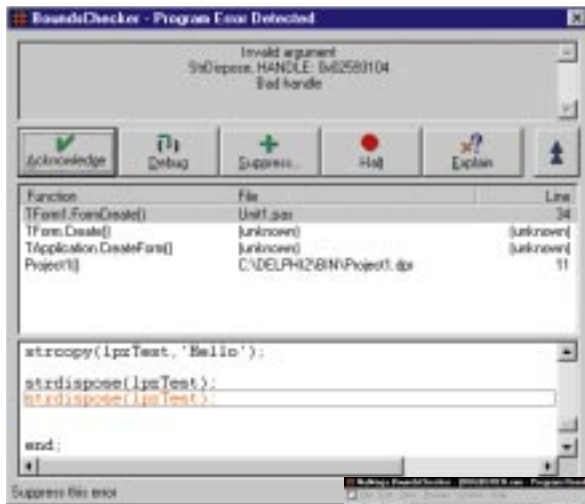 BoundsChecker - Program Error Detected
Invalid argument
StrDispose, HANDLE: 0x02593104
Bad handle
Acknowledge
Debug
Suppress...
Halt
Explain
Function File Line
TForm1.FormCreate() Unit1.pas 34
TForm.Create() (unknown) (unknown)
TApplication.CreateForm() (unknown) (unknown)
Project1() C:\DELPHI2\BIN\Project1.dpr 11
strcopy(lpzTest,'Hello');
strdispose(lpzTest);
strdispose(lpzTest);
end;
Suppress this error